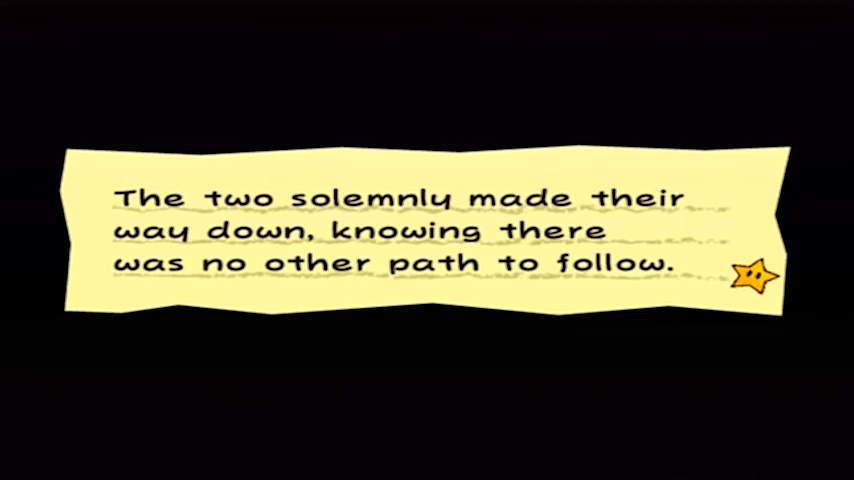 The two solemnly made their
way down, knowing there
was no other path to follow.